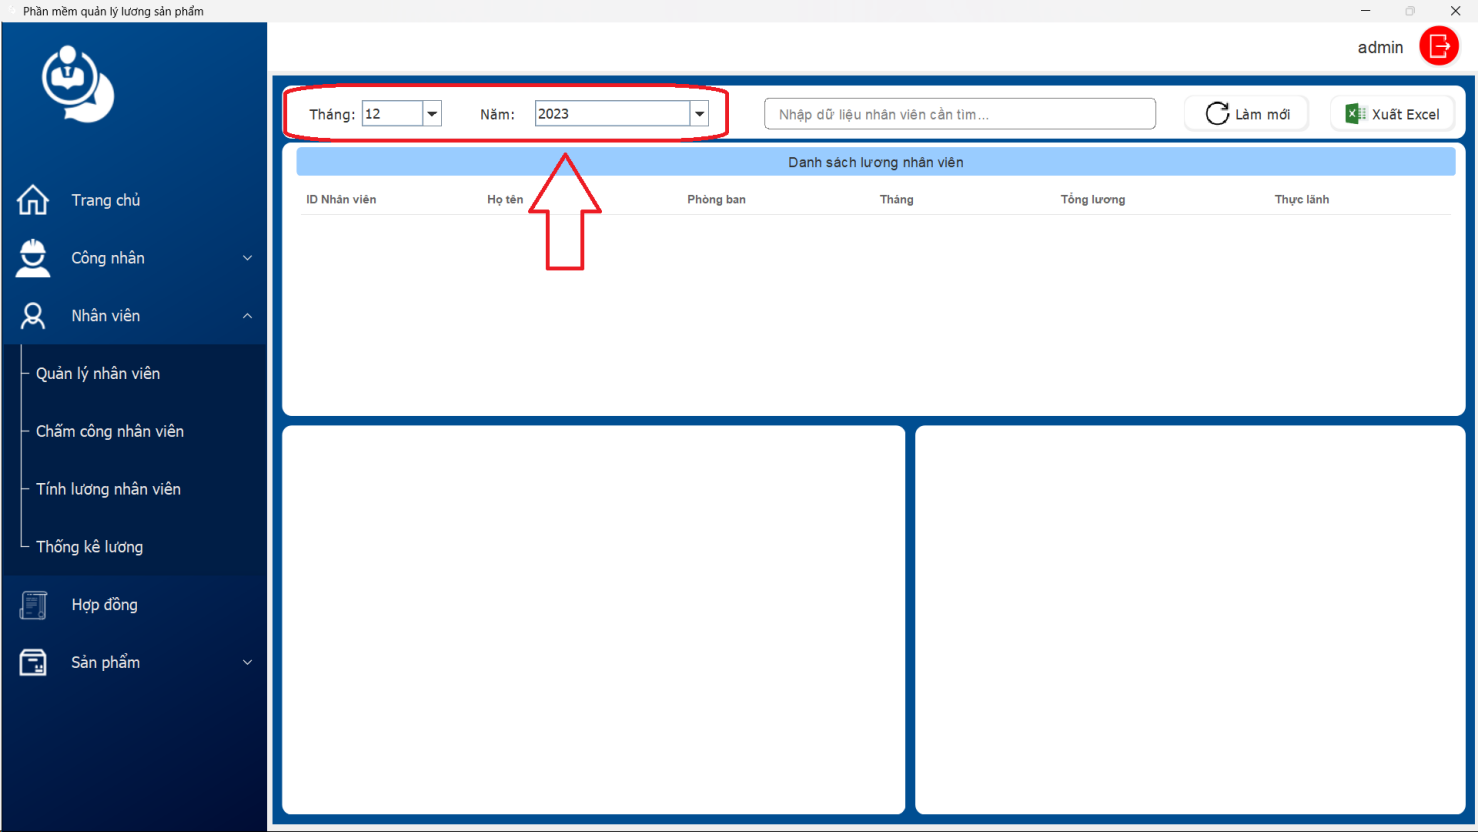 Phần mềm quản lý lương sản phẩm
admin
Tháng: 12 Năm: 2023 Nhập dữ liệu nhân viên cần tìm... Làm mới Xuất Excel
Danh sách lương nhân viên
ID Nhân viên Họ tên Phòng ban Tháng Tổng lương Thực lãnh
Trang chủ
Công nhân
Nhân viên
Quản lý nhân viên
Chấm công nhân viên
Tính lương nhân viên
Thống kê lương
Hợp đồng
Sản phẩm